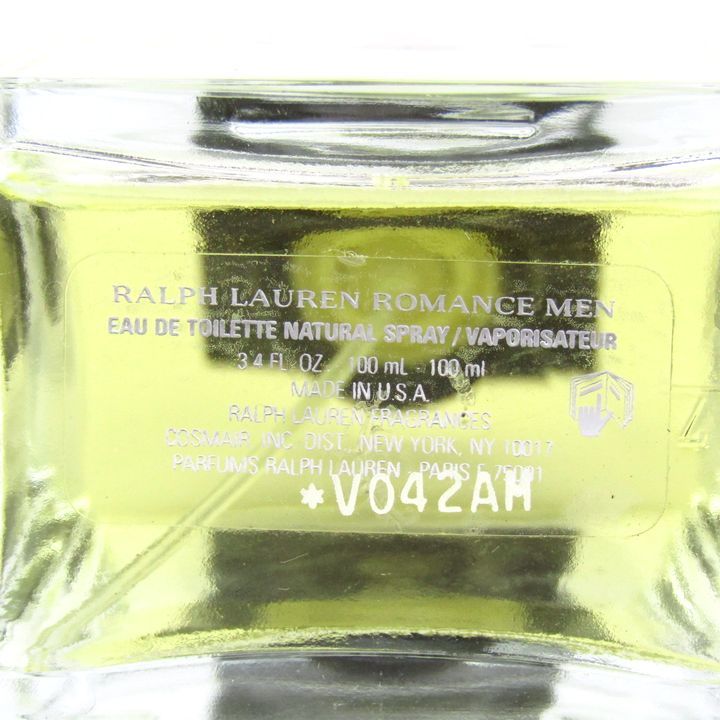 RALPH LAUREN ROMANCE MEN
EAU DE TOILETTE NATURAL SPRAY / VAPORISATEUR
3.4 FL. OZ. 100 mL - 100 ml
MADE IN U.S.A.
RALPH LAUREN FRAGRANCES
COSMAIR, INC. DIST., NEW YORK, NY 10017
PARFUMS RALPH LAUREN - PARIS F 75001
*V042AM